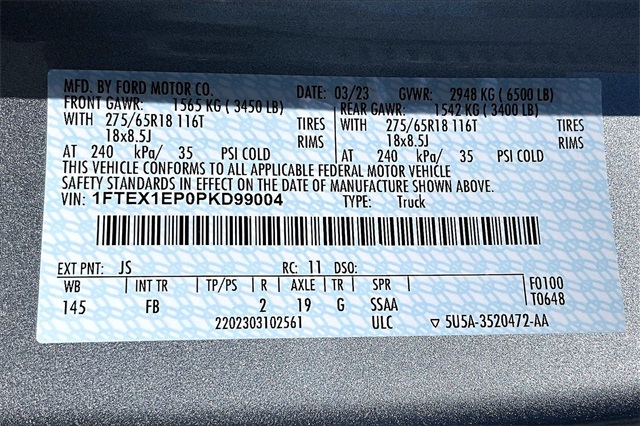 MFD. BY FORD MOTOR CO. DATE: 03/23 GVWR: 2948 KG (6500 LB)
FRONT GAWR: 1565 KG (3450 LB) REAR GAWR: 1542 KG (3400 LB)
WITH 275/65R18 116T TIRES WITH 275/65R18 116T TIRES
18x8.5J RIMS 18x8.5J RIMS
AT 240 kPa/ 35 PSI COLD AT 240 kPa/ 35 PSI COLD
THIS VEHICLE CONFORMS TO ALL APPLICABLE FEDERAL MOTOR VEHICLE
SAFETY STANDARDS IN EFFECT ON THE DATE OF MANUFACTURE SHOWN ABOVE.
VIN: 1FTEX1EP0PKD99004 TYPE: Truck
EXT PNT: JS RC: 11 DSO:
WB INT TR TP/PS R AXLE TR SPR F0100
145 FB 2 19 G SSAA T0648
2202303102561 ULC ▽ 5U5A-3520472-AA